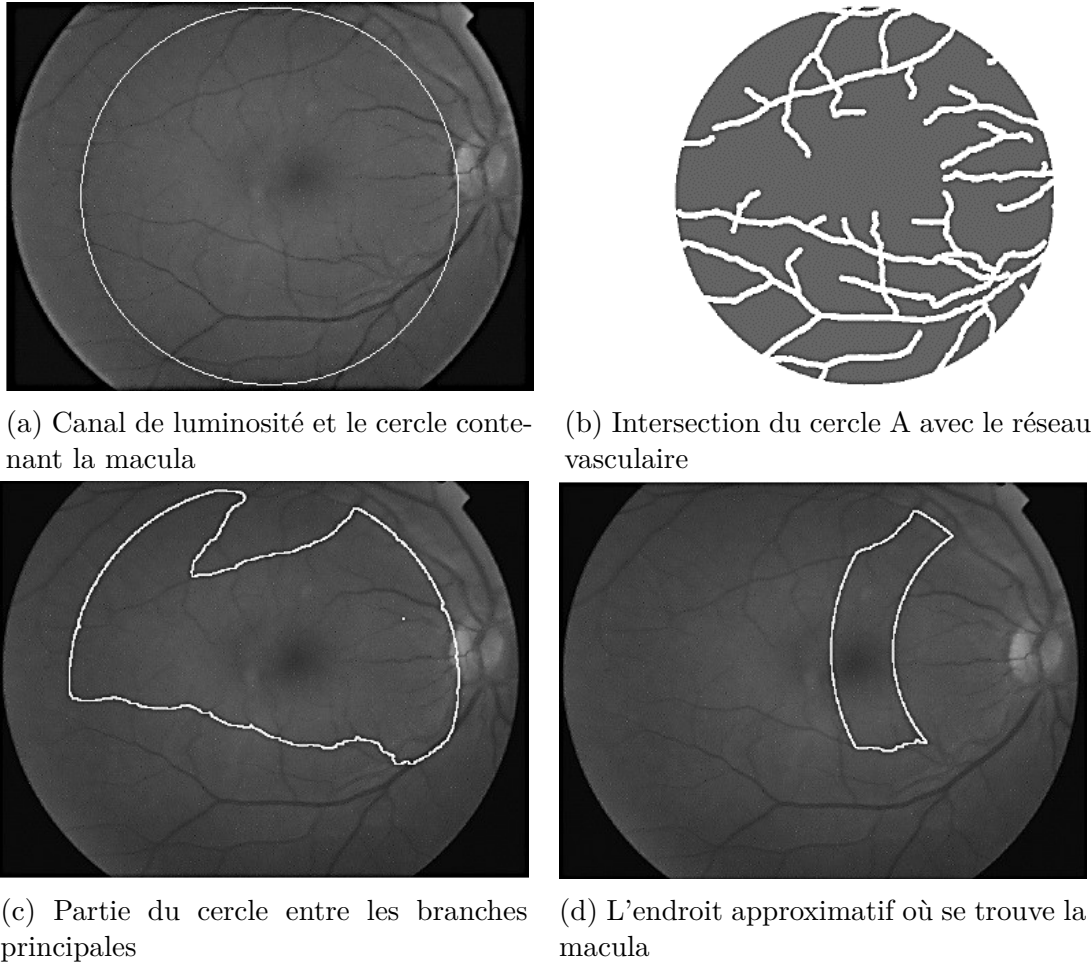 (a) Canal de luminosité et le cercle conte-
nant la macula
(b) Intersection du cercle A avec le réseau
vasculaire
(c) Partie du cercle entre les branches
principales
(d) L'endroit approximatif où se trouve la
macula